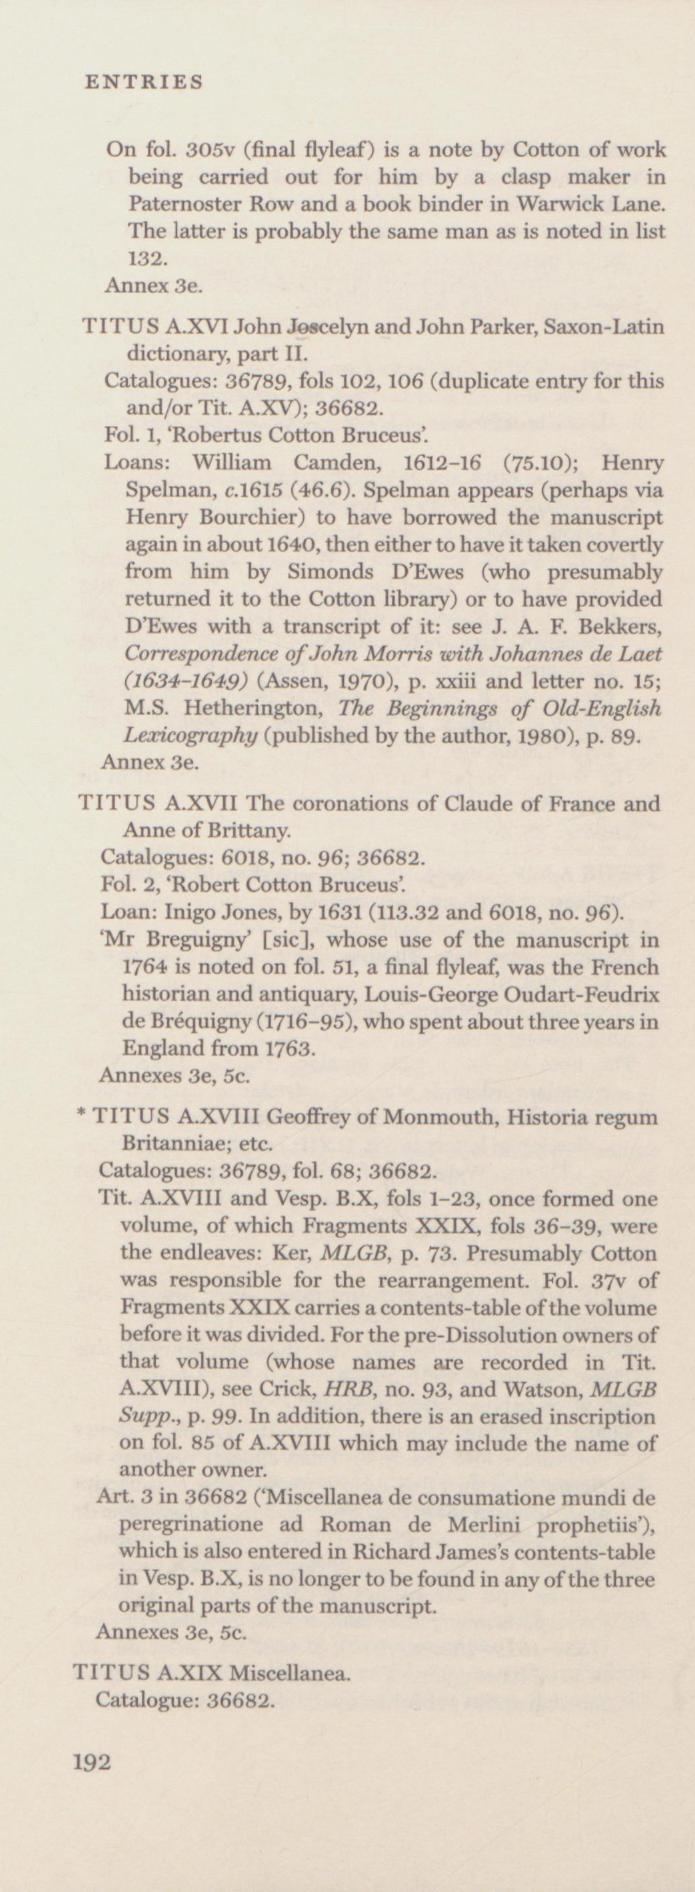 ENTRIES
On fol. 305v (final flyleaf) is a note by Cotton of work
being carried out for him by a clasp maker in
Paternoster Row and a book binder in Warwick Lane.
The latter is probably the same man as is noted in list
132.
Annex 3e.
TITUS A.XVI John Joscelyn and John Parker, Saxon-Latin
dictionary, part II.
Catalogues: 36789, fols 102, 106 (duplicate entry for this
and/or Tit. A.XV); 36682.
Fol. 1, ‘Robertus Cotton Bruceus’.
Loans: William Camden, 1612–16 (75.10); Henry
Spelman, c.1615 (46.6). Spelman appears (perhaps via
Henry Bourchier) to have borrowed the manuscript
again in about 1640, then either to have it taken covertly
from him by Simonds D’Ewes (who presumably
returned it to the Cotton library) or to have provided
D’Ewes with a transcript of it: see J. A. F. Bekkers,
Correspondence of John Morris with Johannes de Laet
(1634–1649) (Assen, 1970), p. xxiii and letter no. 15;
M.S. Hetherington, The Beginnings of Old-English
Lexicography (published by the author, 1980), p. 89.
Annex 3e.
TITUS A.XVII The coronations of Claude of France and
Anne of Brittany.
Catalogues: 6018, no. 96; 36682.
Fol. 2, ‘Robert Cotton Bruceus’.
Loan: Inigo Jones, by 1631 (113.32 and 6018, no. 96).
‘Mr Breguigny’ [sic], whose use of the manuscript in
1764 is noted on fol. 51, a final flyleaf, was the French
historian and antiquary, Louis-George Oudart-Feudrix
de Bréquigny (1716–95), who spent about three years in
England from 1763.
Annexes 3e, 5c.
* TITUS A.XVIII Geoffrey of Monmouth, Historia regum
Britanniae; etc.
Catalogues: 36789, fol. 68; 36682.
Tit. A.XVIII and Vesp. B.X, fols 1–23, once formed one
volume, of which Fragments XXIX, fols 36–39, were
the endleaves: Ker, MLGB, p. 73. Presumably Cotton
was responsible for the rearrangement. Fol. 37v of
Fragments XXIX carries a contents-table of the volume
before it was divided. For the pre-Dissolution owners of
that volume (whose names are recorded in Tit.
A.XVIII), see Crick, HRB, no. 93, and Watson, MLGB
Supp., p. 99. In addition, there is an erased inscription
on fol. 85 of A.XVIII which may include the name of
another owner.
Art. 3 in 36682 (‘Miscellanea de consumatione mundi de
peregrinatione ad Roman de Merlini prophetiis’),
which is also entered in Richard James’s contents-table
in Vesp. B.X, is no longer to be found in any of the three
original parts of the manuscript.
Annexes 3e, 5c.
TITUS A.XIX Miscellanea.
Catalogue: 36682.
192